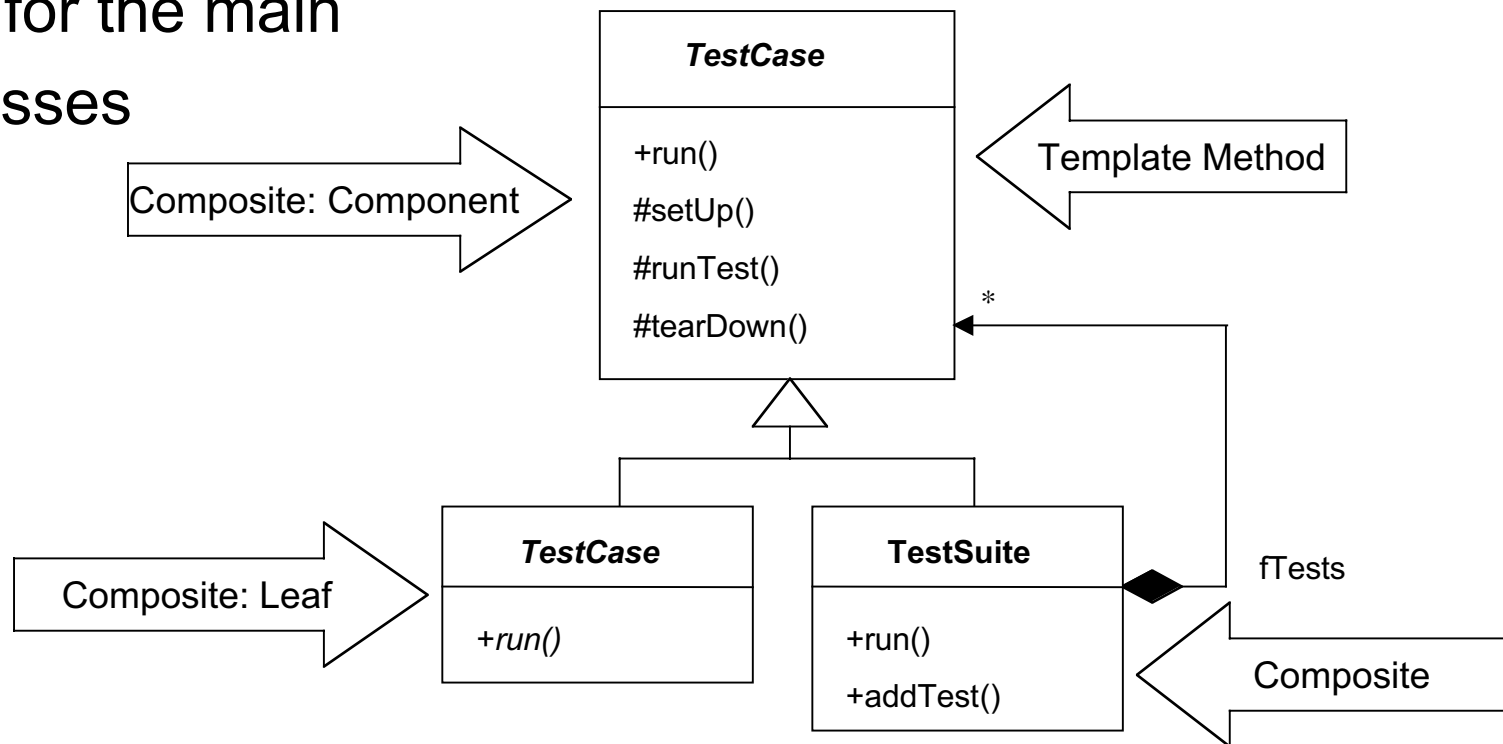 for the main
sses
TestCase
+run()
#setUp()
#runTest()
#tearDown()
Composite: Component
Template Method
*
TestCase
+run()
TestSuite
+run()
+addTest()
fTests
Composite: Leaf
Composite